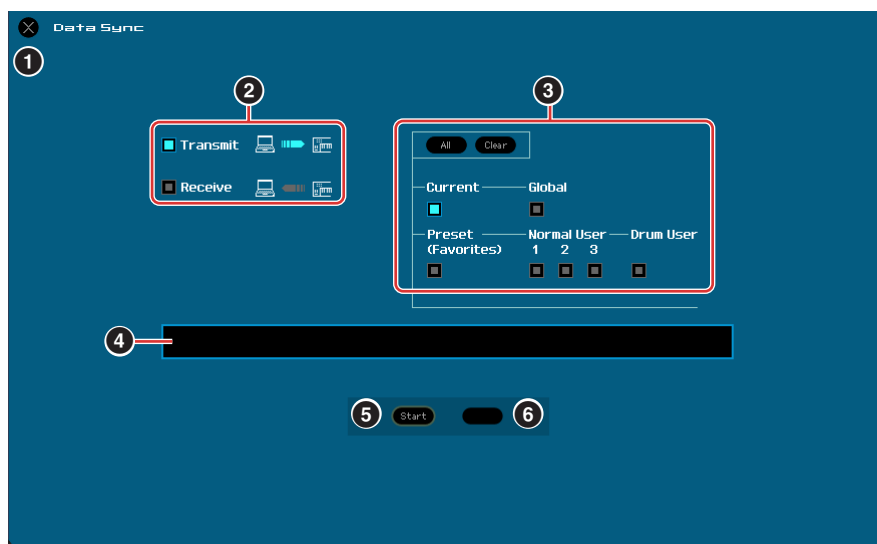 Data Sync
1
2
3
Transmit
Receive
All Clear
Current Global
Preset Normal User Drum User
(Favorites) 1 2 3
4
5 Start 6